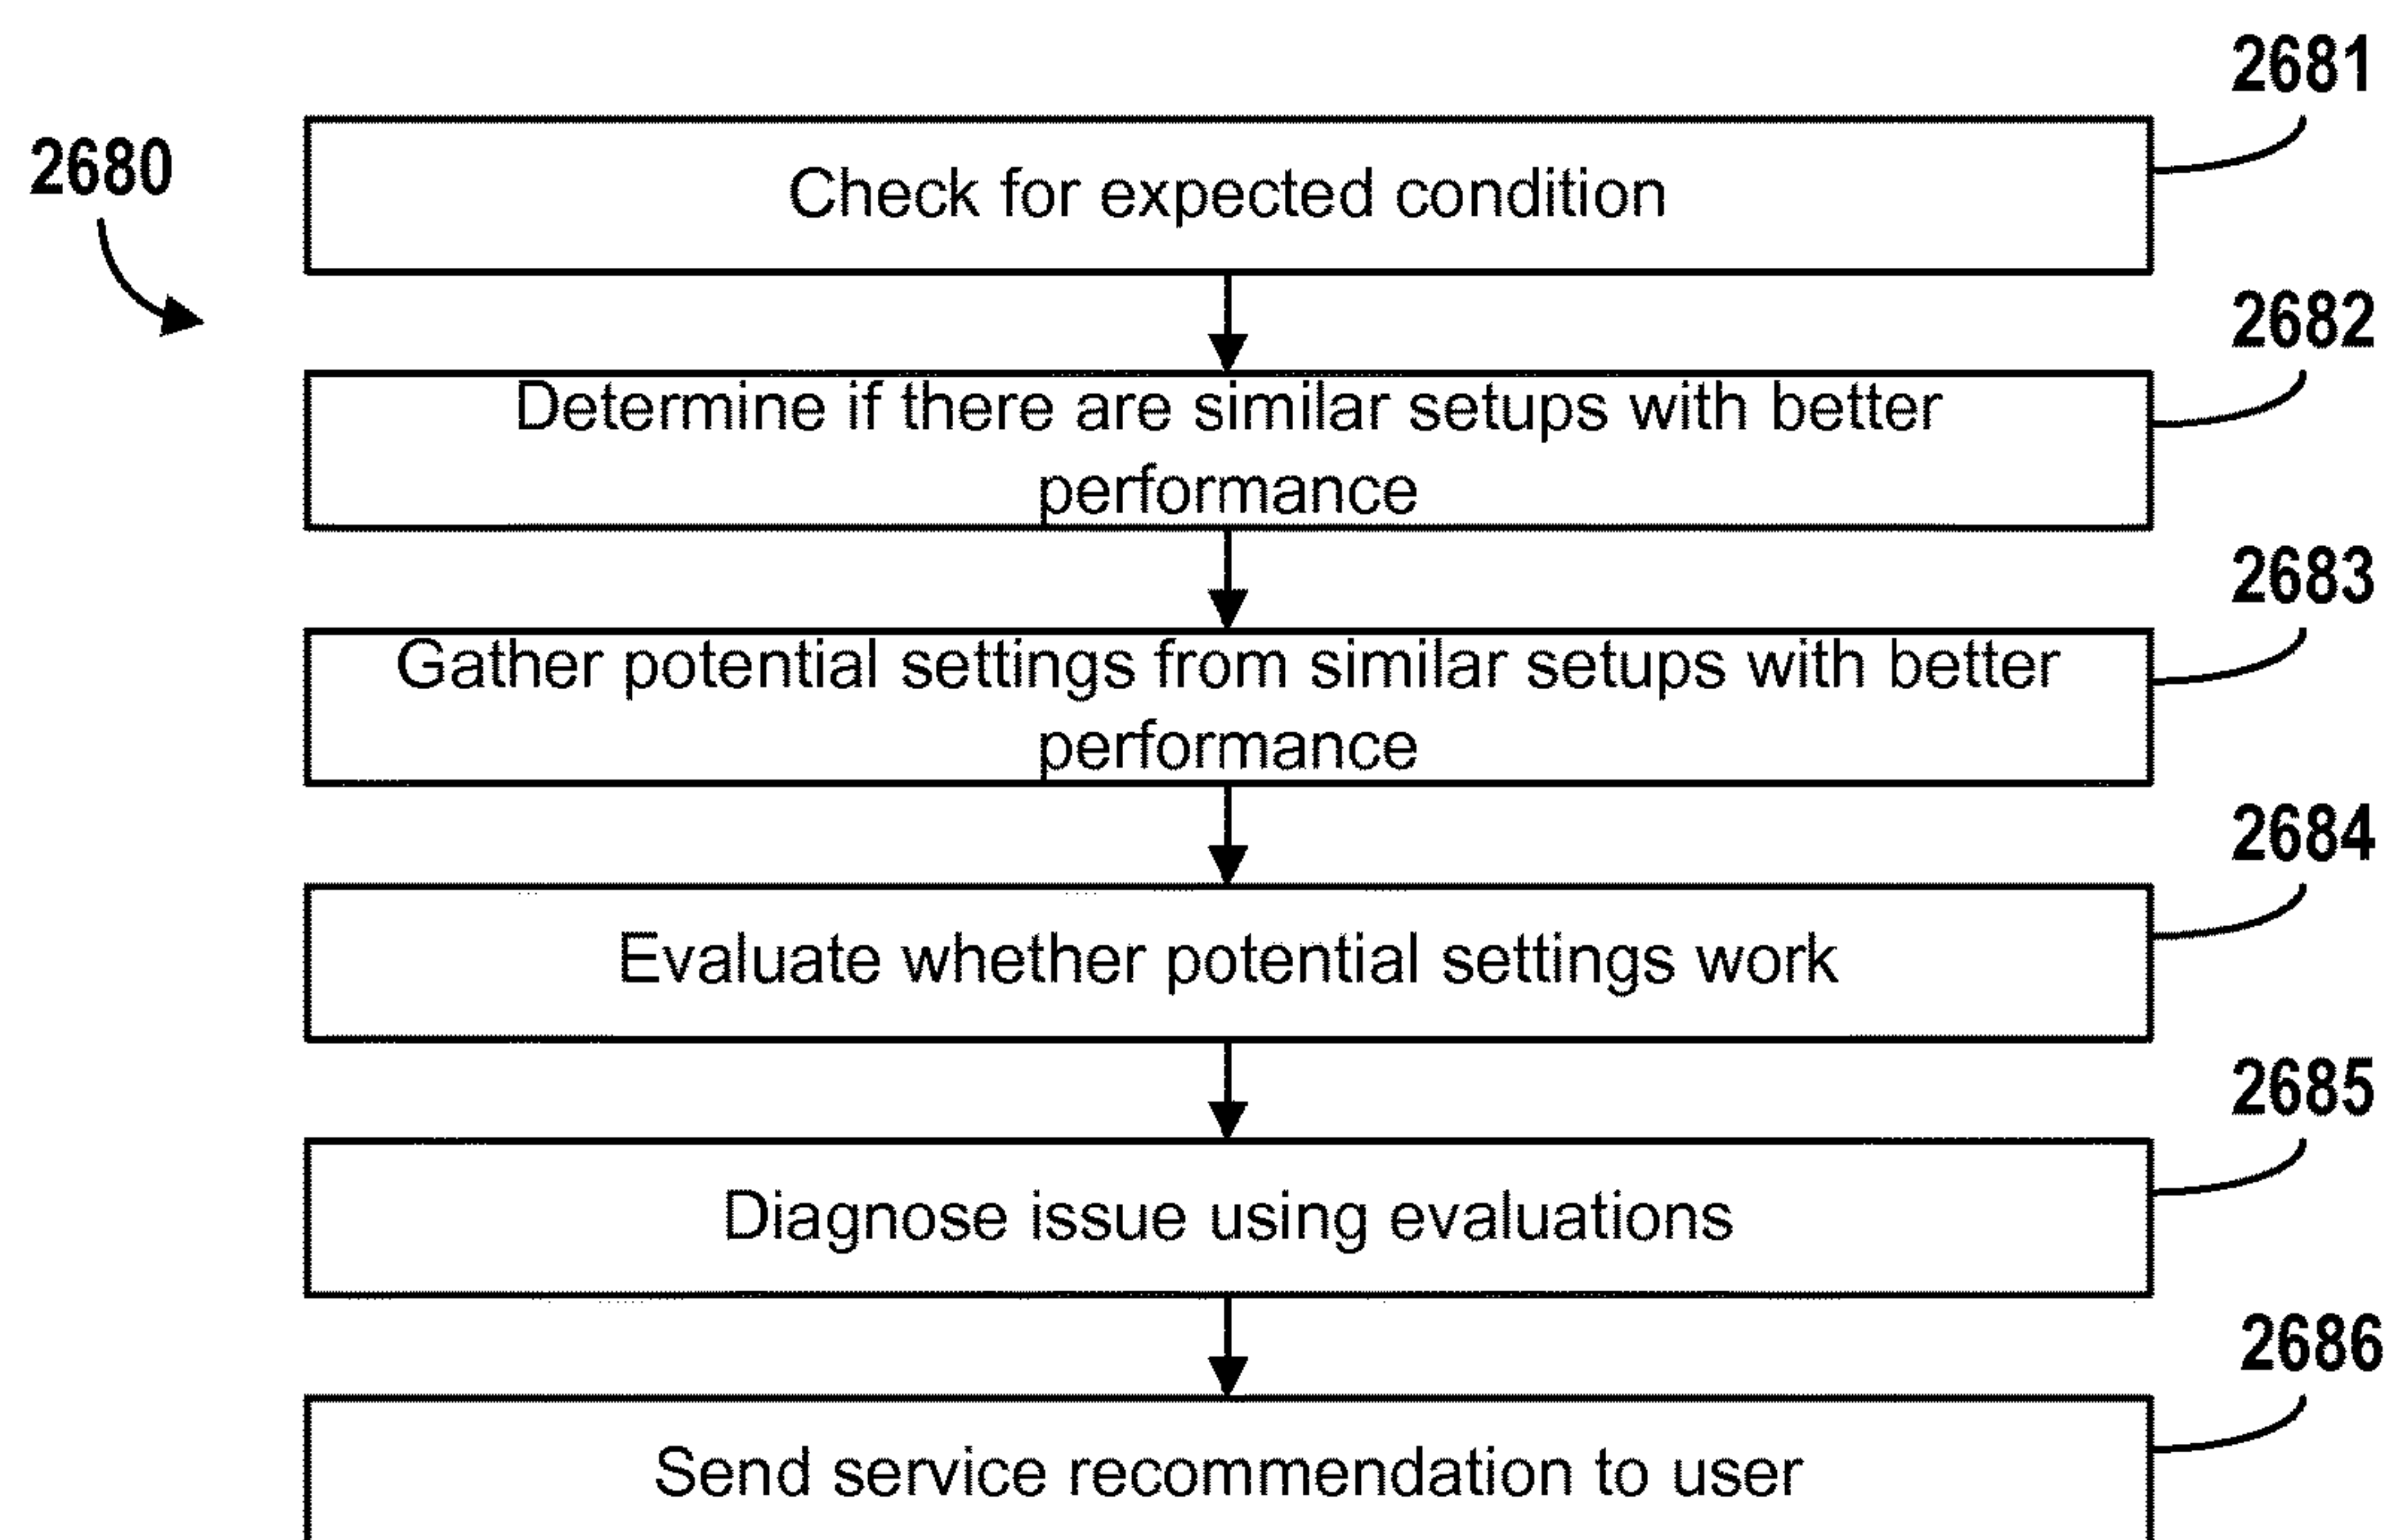 2681
2680
Check for expected condition
2682
Determine if there are similar setups with better
performance
2683
Gather potential settings from similar setups with better
performance
2684
Evaluate whether potential settings work
2685
Diagnose issue using evaluations
2686
Send service recommendation to user